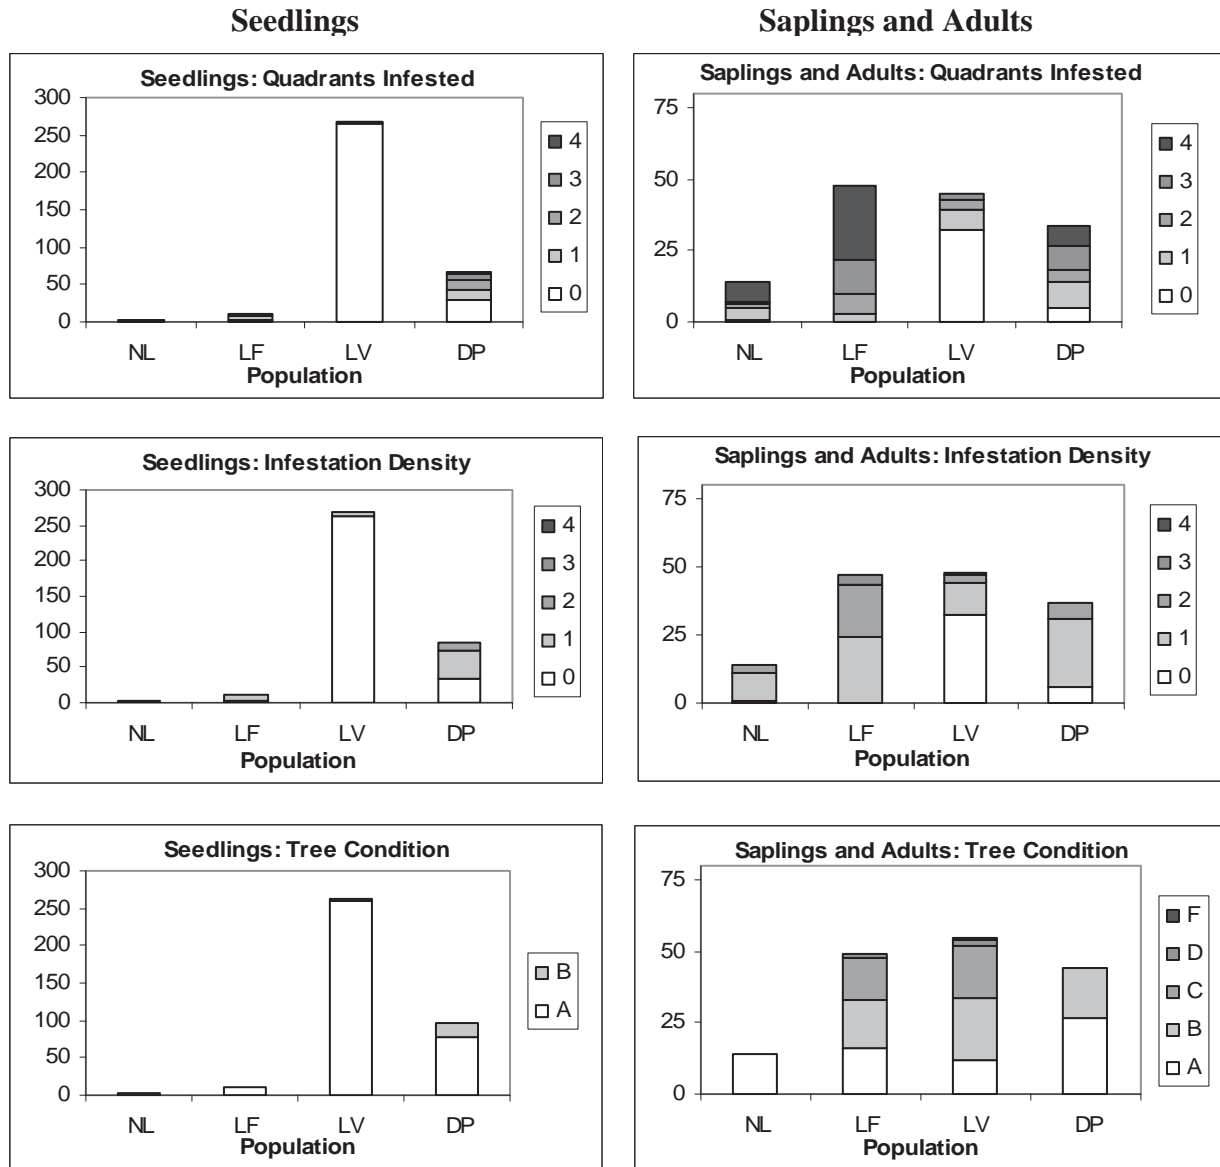 Seedlings
Saplings and Adults
Seedlings: Quadrants Infested
300
250
200
150
100
50
0
NL LF LV DP
Population
4
3
2
1
0
Saplings and Adults: Quadrants Infested
75
50
25
0
NL LF LV DP
Population
4
3
2
1
0
Seedlings: Infestation Density
300
250
200
150
100
50
0
NL LF LV DP
Population
4
3
2
1
0
Saplings and Adults: Infestation Density
75
50
25
0
NL LF LV DP
Population
4
3
2
1
0
Seedlings: Tree Condition
300
250
200
150
100
50
0
NL LF LV DP
Population
B
A
Saplings and Adults: Tree Condition
75
50
25
0
NL LF LV DP
Population
F
D
C
B
A